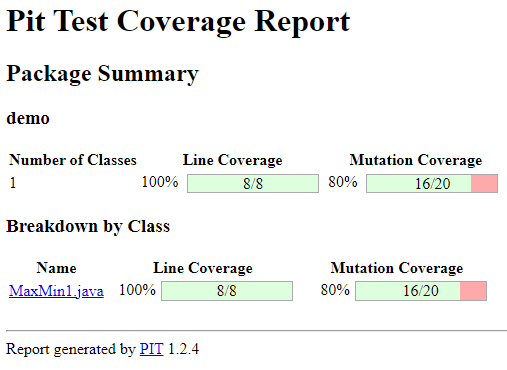 Pit Test Coverage Report
Package Summary
demo
Number of Classes Line Coverage Mutation Coverage
1 100% 8/8 80% 16/20
Breakdown by Class
Name Line Coverage Mutation Coverage
MaxMin1.java 100% 8/8 80% 16/20
Report generated by PIT 1.2.4